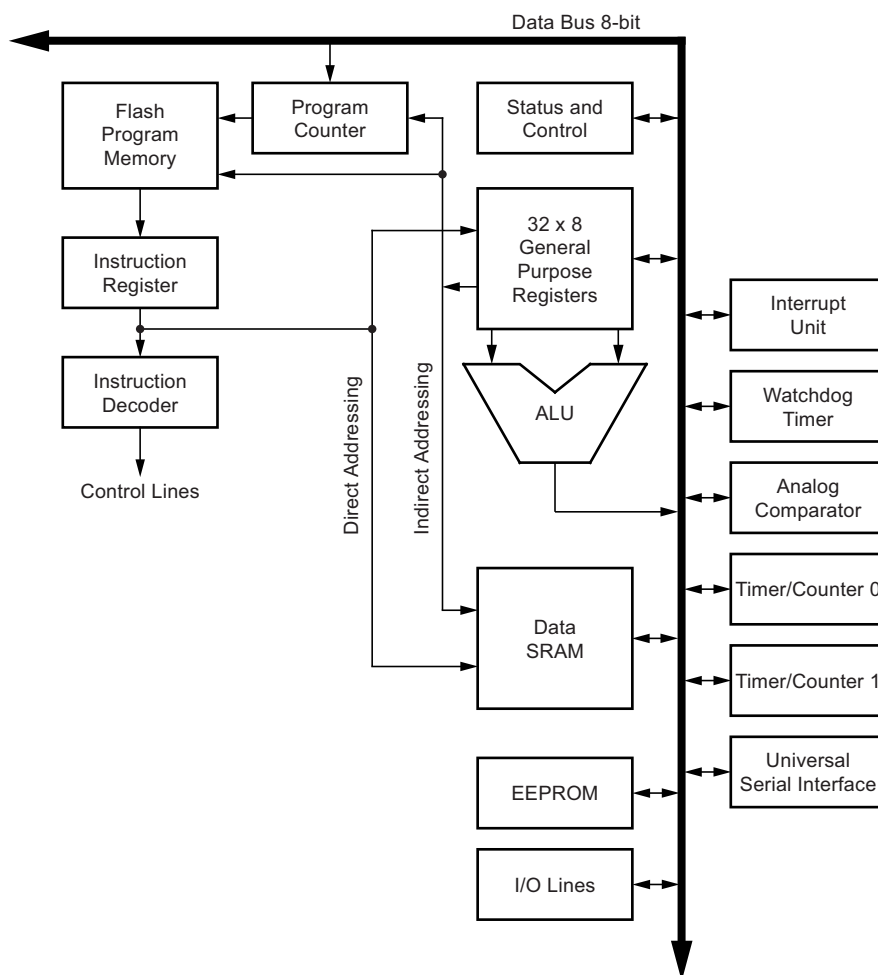 Data Bus 8-bit
Flash
Program
Memory
Program
Counter
Status and
Control
32 x 8
General
Purpose
Registers
Instruction
Register
Instruction
Decoder
Control Lines
Direct Addressing
Indirect Addressing
ALU
Interrupt
Unit
Watchdog
Timer
Analog
Comparator
Timer/Counter 0
Data
SRAM
Timer/Counter 1
Universal
Serial Interface
EEPROM
I/O Lines